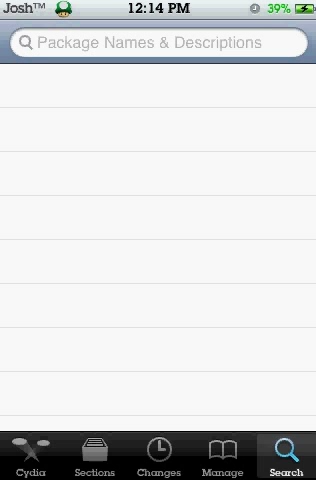 Josh™ 12:14 PM 39%
Package Names & Descriptions
Cydia Sections Changes Manage Search